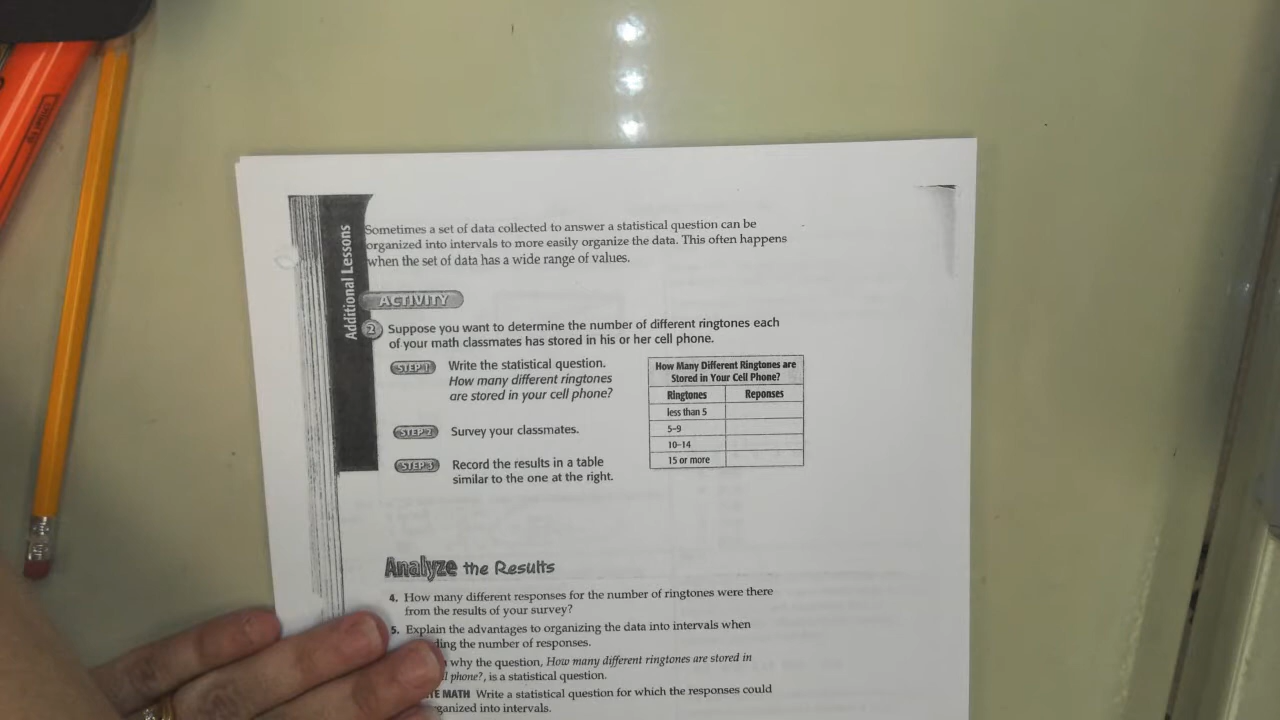 Additional Lessons
Sometimes a set of data collected to answer a statistical question can be
organized into intervals to more easily organize the data. This often happens
when the set of data has a wide range of values.
ACTIVITY
2 Suppose you want to determine the number of different ringtones each
of your math classmates has stored in his or her cell phone.
STEP 1 Write the statistical question.
How many different ringtones
are stored in your cell phone?
STEP 2 Survey your classmates.
STEP 3 Record the results in a table
similar to the one at the right.
How Many Different Ringtones are
Stored in Your Cell Phone?
Ringtones Reponses
less than 5
5–9
10–14
15 or more
Analyze the Results
4. How many different responses for the number of ringtones were there
from the results of your survey?
5. Explain the advantages to organizing the data into intervals when
the number of responses.
why the question, How many different ringtones are stored in
phone?, is a statistical question.
MATH Write a statistical question for which the responses could
into intervals.